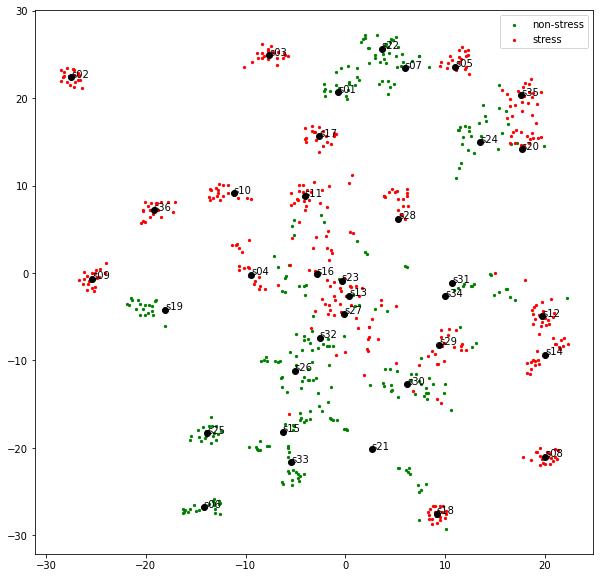 30
20
10
0
−10
−20
−30
−30
−20
−10
0
10
20
non-stress
stress
s22
s03
s07
s05
s02
s01
s35
s17
s24
s20
s10
s11
s36
s28
s04
s16
s23
s09
s31
s13
s34
s19
s27
s12
s32
s29
s14
s26
s30
s25
s15
s21
s33
s08
s06
s18